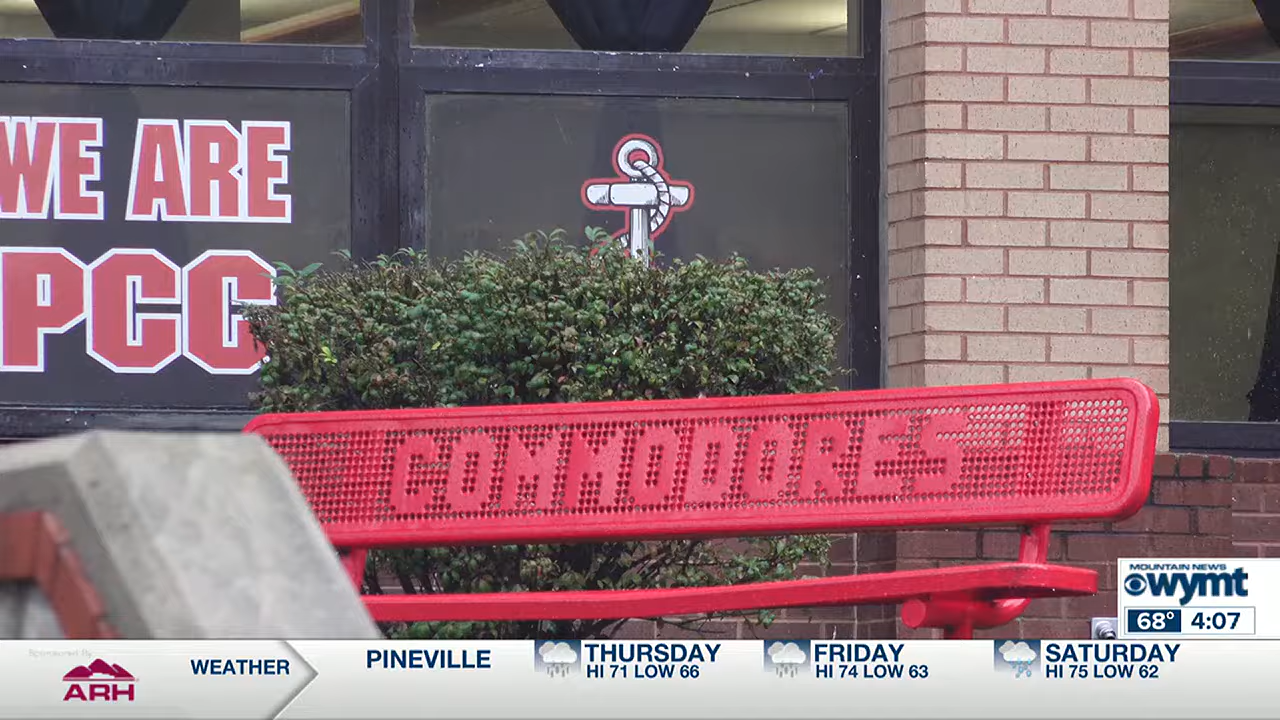 WE ARE
PCC
COMMODORES
MOUNTAIN NEWS
wymt
68° 4:07
Sponsored By
ARH
WEATHER
PINEVILLE
THURSDAY
HI 71 LOW 66
FRIDAY
HI 74 LOW 63
SATURDAY
HI 75 LOW 62